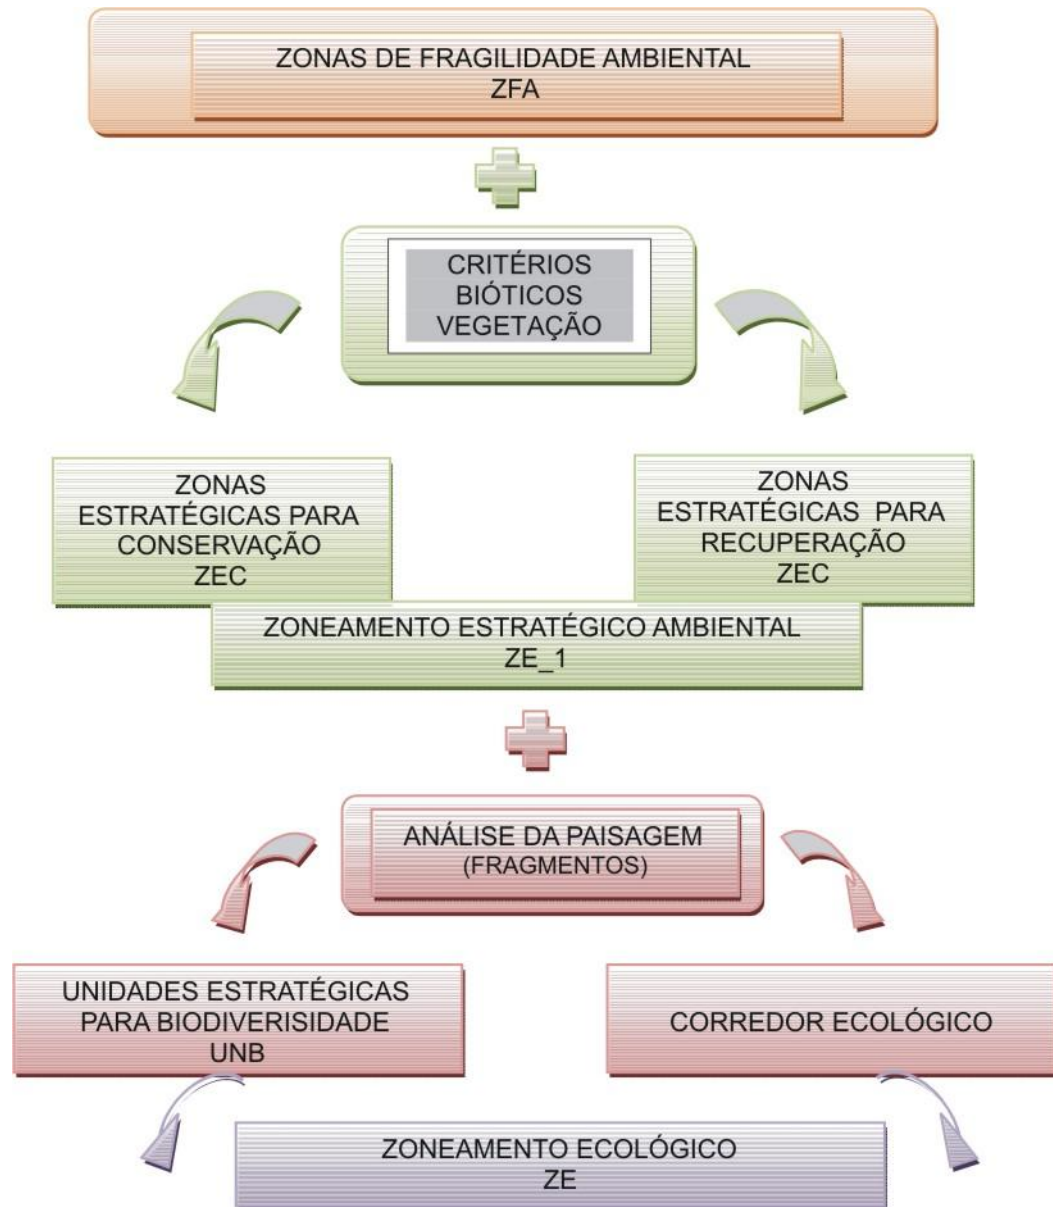 ZONAS DE FRAGILIDADE AMBIENTAL
ZFA
CRITÉRIOS
BIÓTICOS
VEGETAÇÃO
ZONAS
ESTRATÉGICAS PARA
CONSERVAÇÃO
ZEC
ZONAS
ESTRATÉGICAS PARA
RECUPERAÇÃO
ZEC
ZONEAMENTO ESTRATÉGICO AMBIENTAL
ZE_1
ANÁLISE DA PAISAGEM
(FRAGMENTOS)
UNIDADES ESTRATÉGICAS
PARA BIODIVERISIDADE
UNB
CORREDOR ECOLÓGICO
ZONEAMENTO ECOLÓGICO
ZE